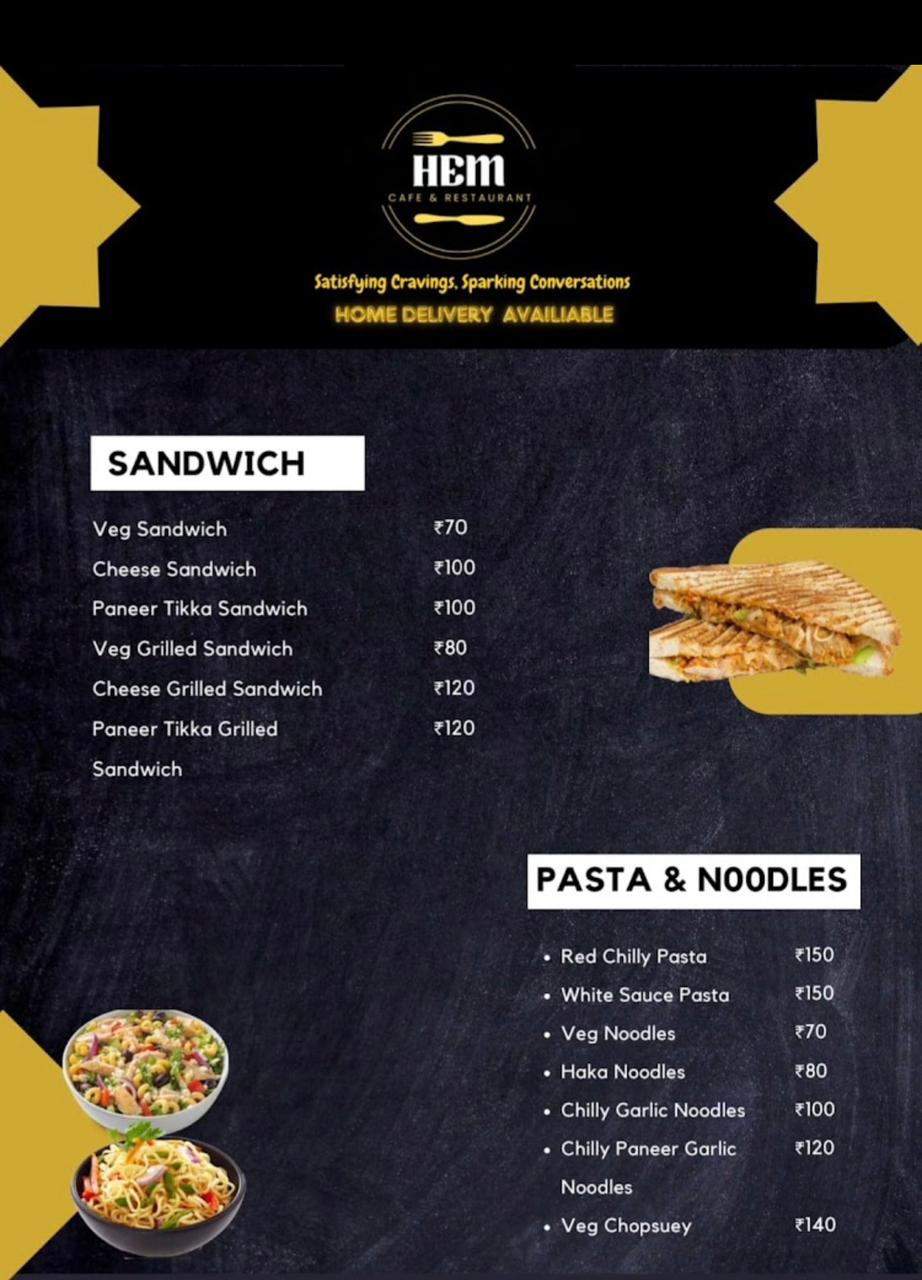 HEM
CAFE & RESTAURANT
Satisfying Cravings, Sparking Conversations
HOME DELIVERY AVAILIABLE
SANDWICH
Veg Sandwich ₹70
Cheese Sandwich ₹100
Paneer Tikka Sandwich ₹100
Veg Grilled Sandwich ₹80
Cheese Grilled Sandwich ₹120
Paneer Tikka Grilled ₹120
Sandwich
PASTA & N00DLES
• Red Chilly Pasta ₹150
• White Sauce Pasta ₹150
• Veg Noodles ₹70
• Haka Noodles ₹80
• Chilly Garlic Noodles ₹100
• Chilly Paneer Garlic ₹120
Noodles
• Veg Chopsuey ₹140